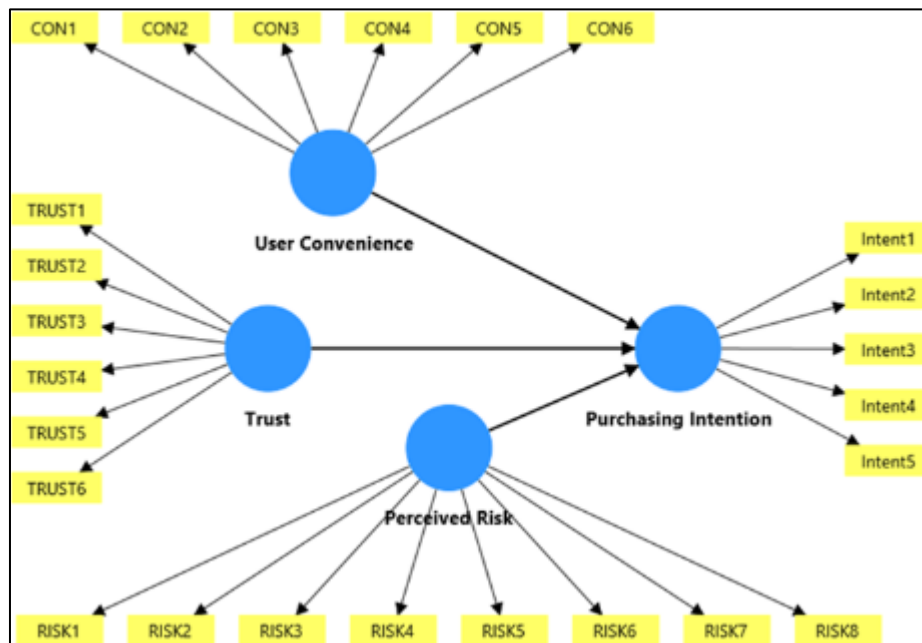 CON1 CON2 CON3 CON4 CON5 CON6
User Convenience
TRUST1
TRUST2
TRUST3
TRUST4
TRUST5
TRUST6
Trust
Intent1
Intent2
Intent3
Intent4
Intent5
Purchasing Intention
Perceived Risk
RISK1 RISK2 RISK3 RISK4 RISK5 RISK6 RISK7 RISK8